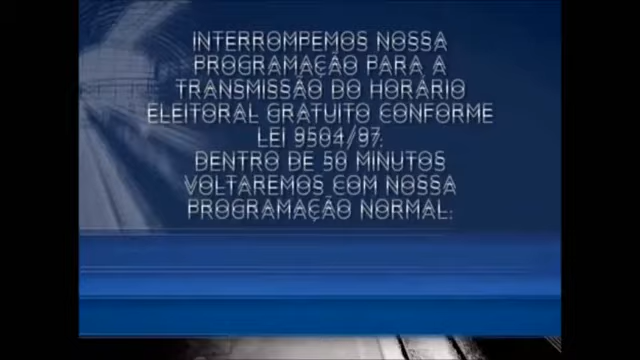 INTERROMPEMOS NOSSA
PROGRAMAÇÃO PARA A
TRANSMISSÃO DO HORÁRIO
ELEITORAL GRATUITO CONFORME
LEI 9504/97.
DENTRO DE 50 MINUTOS
VOLTAREMOS COM NOSSA
PROGRAMAÇÃO NORMAL.